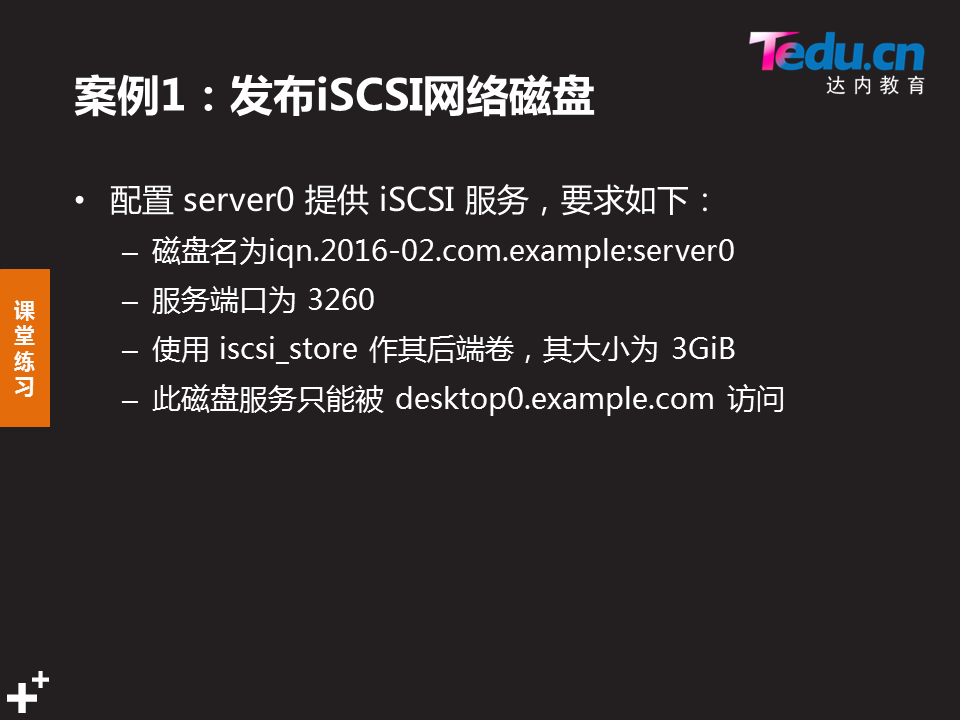 Tedu.cn
达内教育
案例1：发布iSCSI网络磁盘
• 配置 server0 提供 iSCSI 服务，要求如下：
– 磁盘名为iqn.2016-02.com.example:server0
– 服务端口为 3260
– 使用 iscsi_store 作其后端卷，其大小为 3GiB
– 此磁盘服务只能被 desktop0.example.com 访问
课
堂
练
习